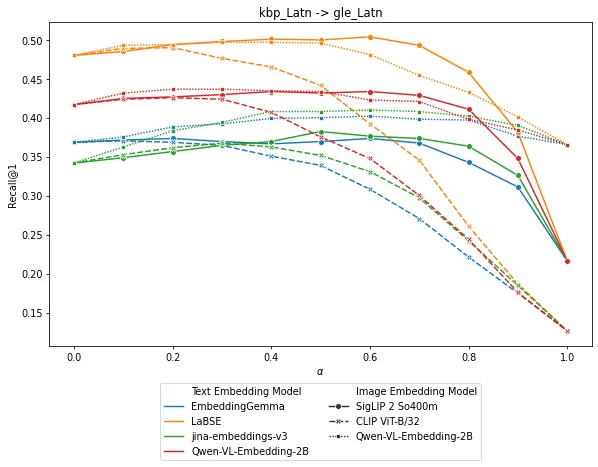 kbp_Latn -> gle_Latn
0.50
0.45
0.40
0.35
0.30
0.25
0.20
0.15
Recall@1
0.0 0.2 0.4 0.6 0.8 1.0
α
Text Embedding Model Image Embedding Model
EmbeddingGemma SigLIP 2 So400m
LaBSE CLIP ViT-B/32
jina-embeddings-v3 Qwen-VL-Embedding-2B
Qwen-VL-Embedding-2B